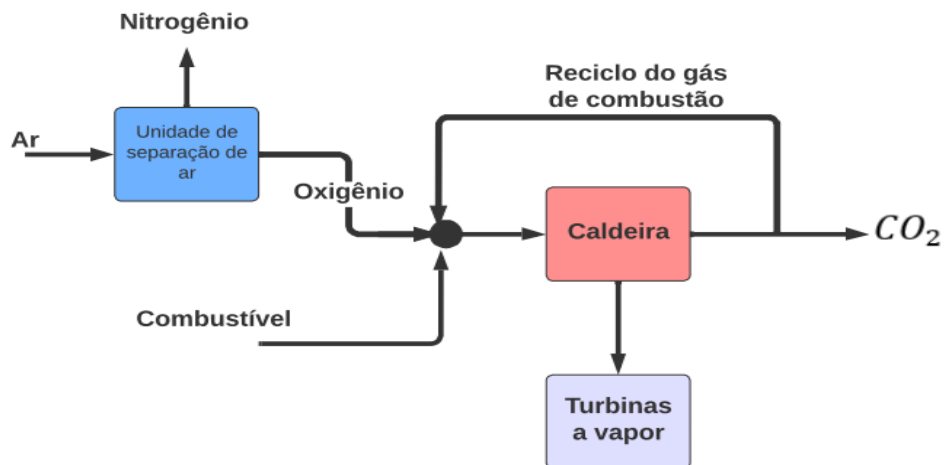 Nitrogênio
Reciclo do gás
de combustão
Ar
Unidade de
separação de
ar
Oxigênio
Caldeira
CO₂
Combustível
Turbinas
a vapor